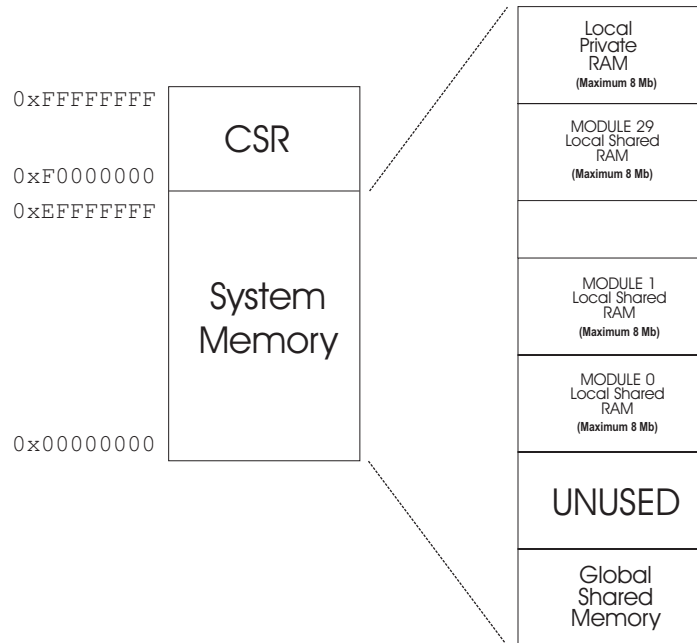 0xFFFFFFFF
CSR
0xF0000000
0xEFFFFFFF
System
Memory
0x00000000
Local
Private
RAM
(Maximum 8 Mb)
MODULE 29
Local Shared
RAM
(Maximum 8 Mb)
MODULE 1
Local Shared
RAM
(Maximum 8 Mb)
MODULE 0
Local Shared
RAM
(Maximum 8 Mb)
UNUSED
Global
Shared
Memory